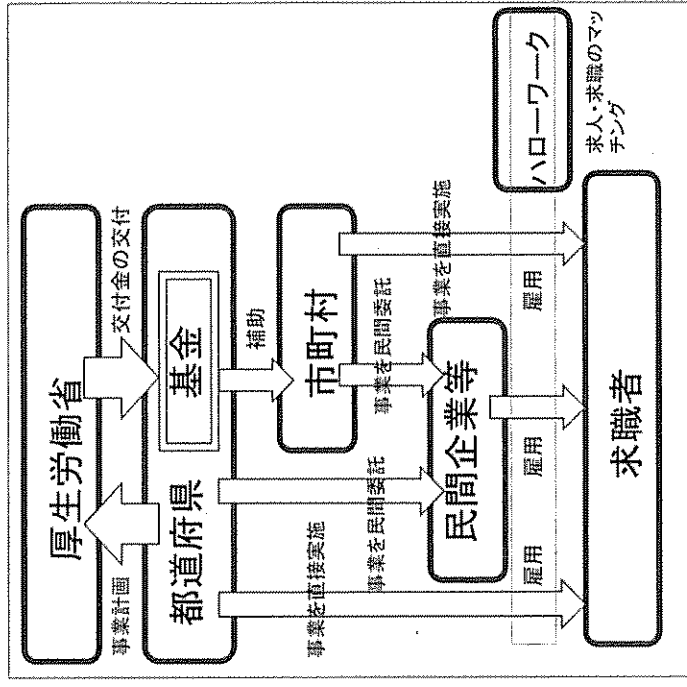 厚生労働省
事業計画
交付金の交付
都道府県
基金
補助
市町村
事業を直接実施
事業を民間委託
事業を民間委託
事業を直接実施
民間企業等
ハローワーク
雇用
雇用
雇用
求人・求職のマッ
チング
求職者